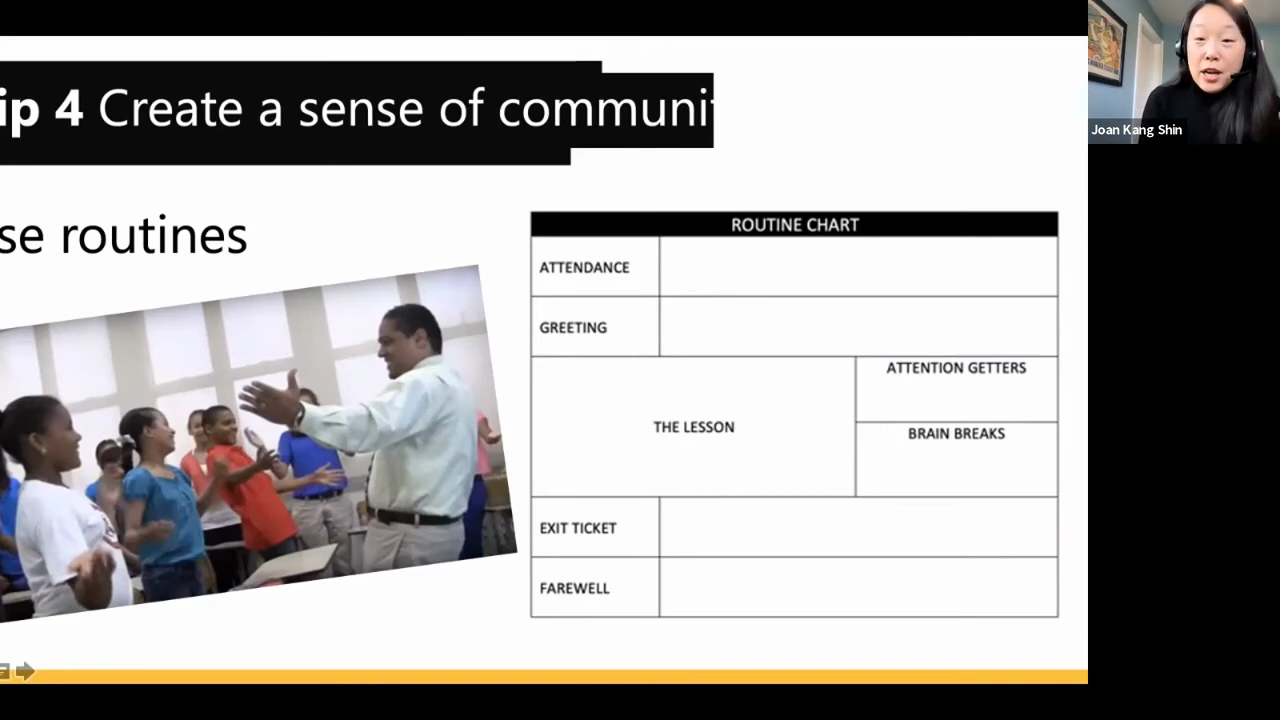 ip 4 Create a sense of communi
se routines
ROUTINE CHART
ATTENDANCE
GREETING
THE LESSON
ATTENTION GETTERS
BRAIN BREAKS
EXIT TICKET
FAREWELL
Joan Kang Shin